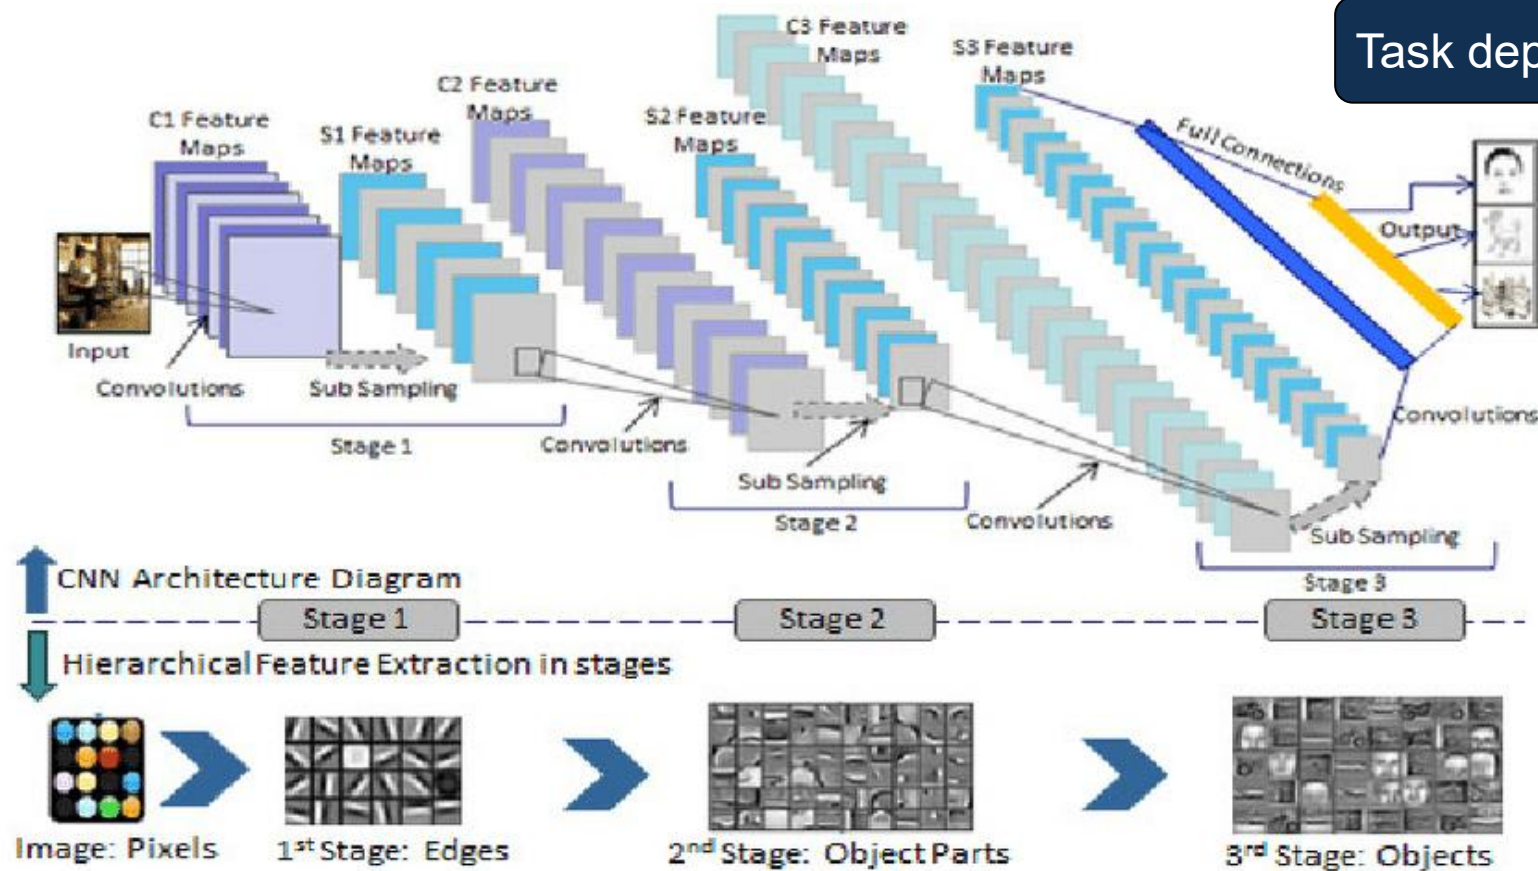 Task dep
C3 Feature
Maps
S3 Feature
Maps
C2 Feature
Maps
C1 Feature
Maps
S1 Feature
Maps
S2 Feature
Maps
Full Connections
Output
Input
Convolutions
Sub Sampling
Stage 1
Convolutions
Sub Sampling
Stage 2
Convolutions
Convolutions
Sub Sampling
Stage 3
CNN Architecture Diagram
Stage 1
Stage 2
Stage 3
Hierarchical Feature Extraction in stages
Image: Pixels
1st Stage: Edges
2nd Stage: Object Parts
3rd Stage: Objects